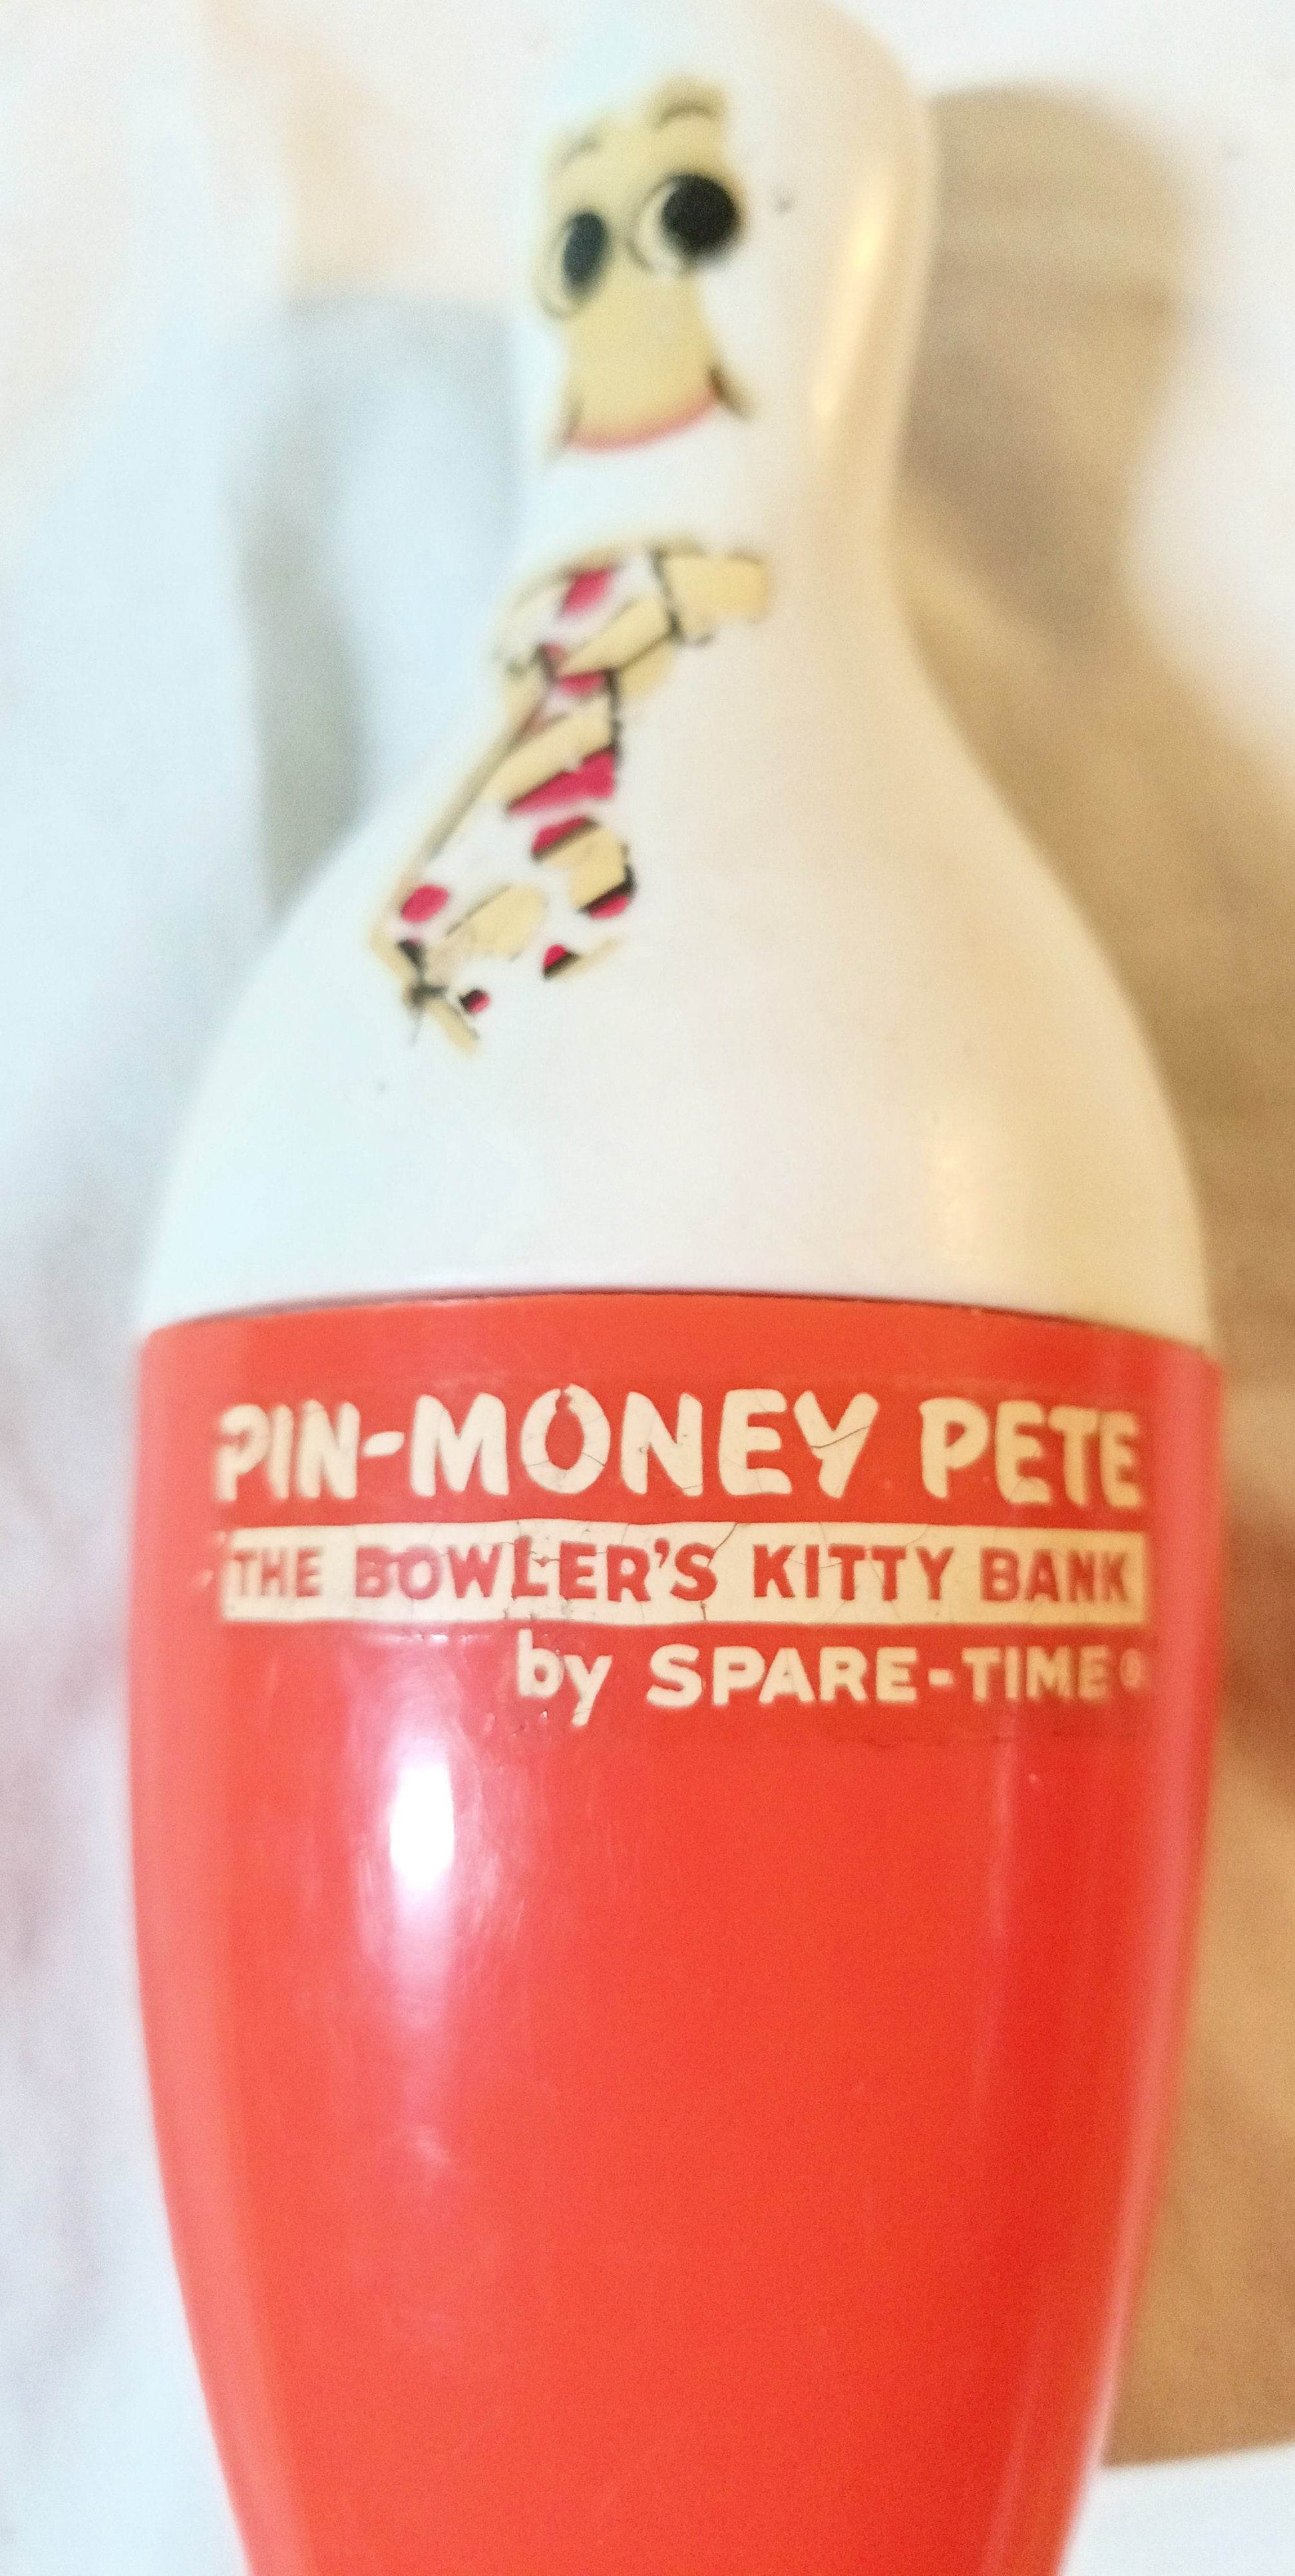 PIN-MONEY PETE
THE BOWLER'S KITTY BANK
by SPARE-TIME ®